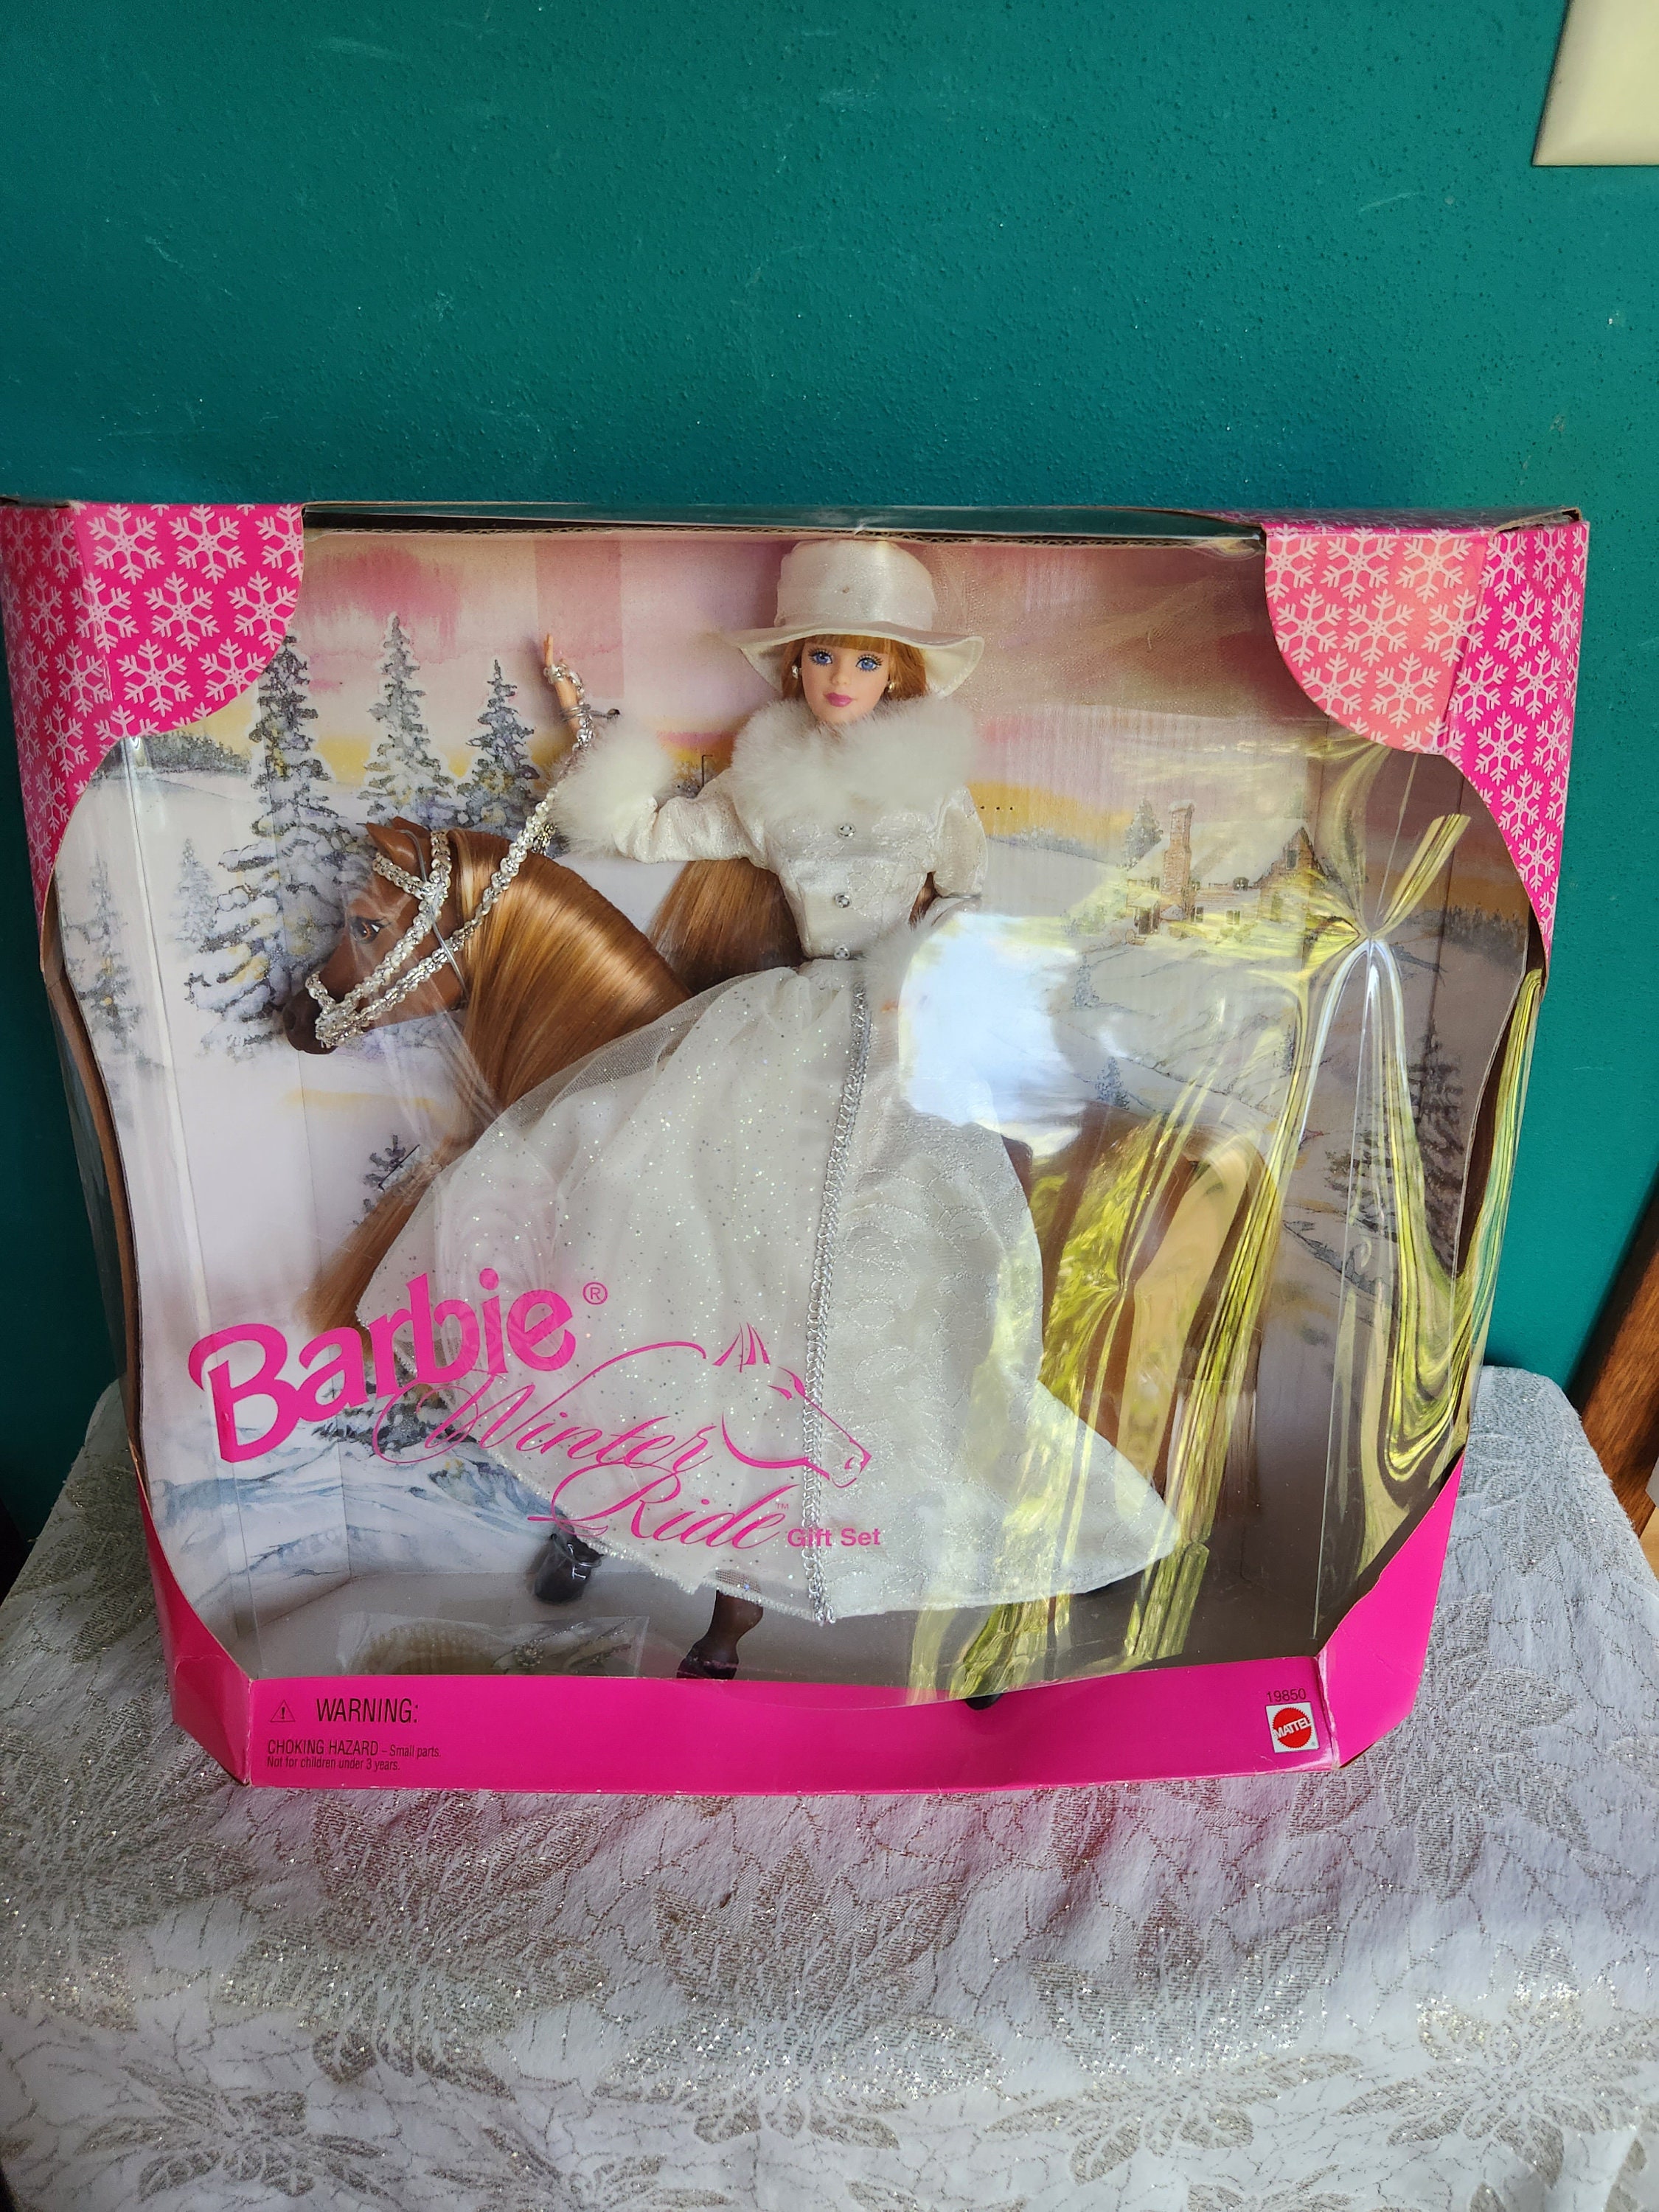 Barbie®
Winter
Ride™ Gift Set
⚠ WARNING:
CHOKING HAZARD – Small parts.
Not for children under 3 years.
19850
MATTEL